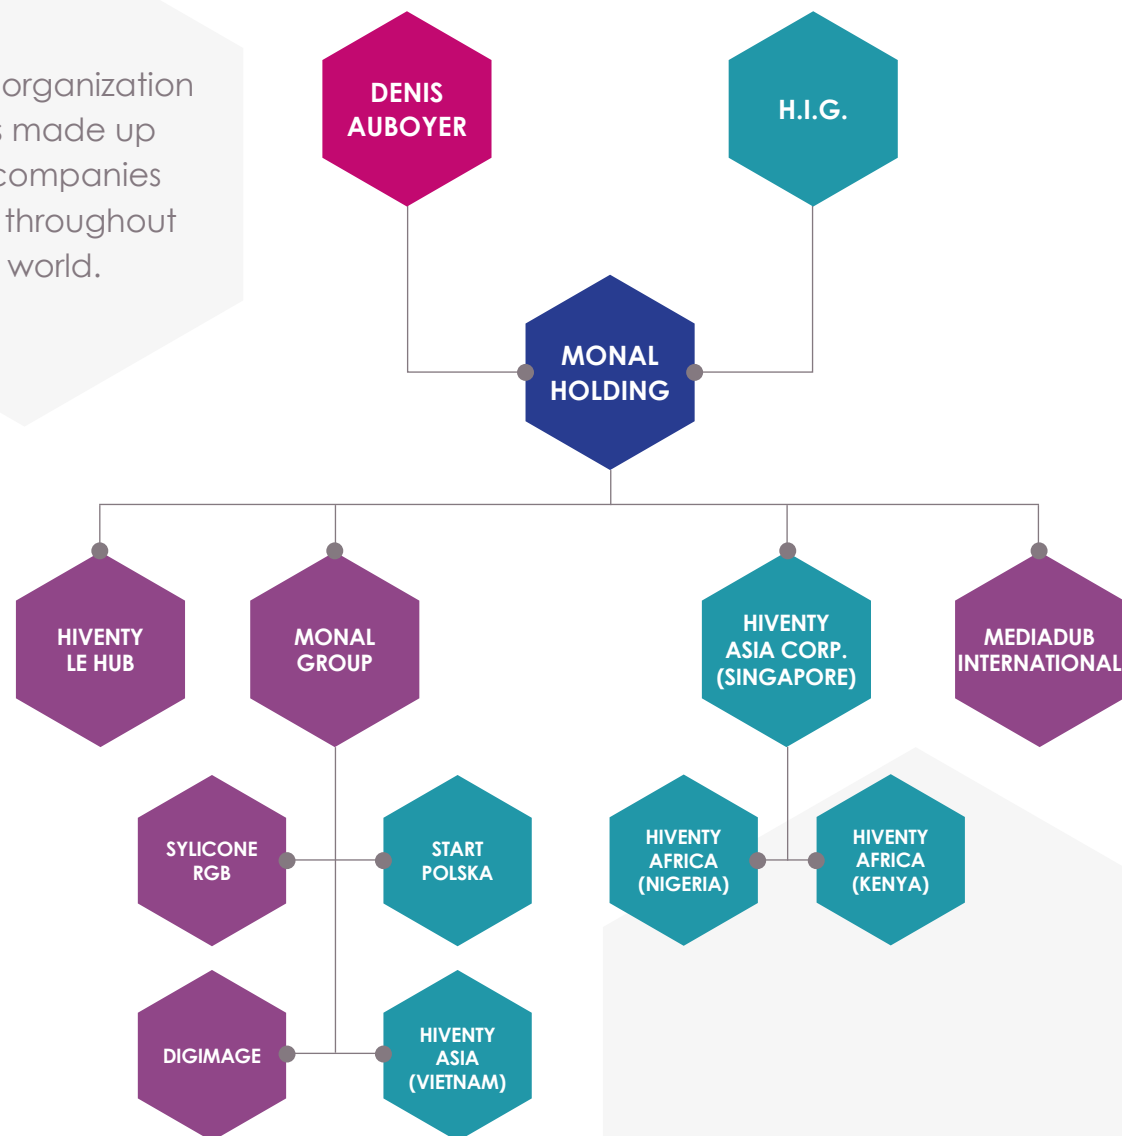 organization
made up
companies
throughout
world.
DENIS
AUBOYER
H.I.G.
MONAL
HOLDING
HIVENTY
LE HUB
MONAL
GROUP
HIVENTY
ASIA CORP.
(SINGAPORE)
MEDIADUB
INTERNATIONAL
SYLICONE
RGB
START
POLSKA
HIVENTY
AFRICA
(NIGERIA)
HIVENTY
AFRICA
(KENYA)
DIGIMAGE
HIVENTY
ASIA
(VIETNAM)